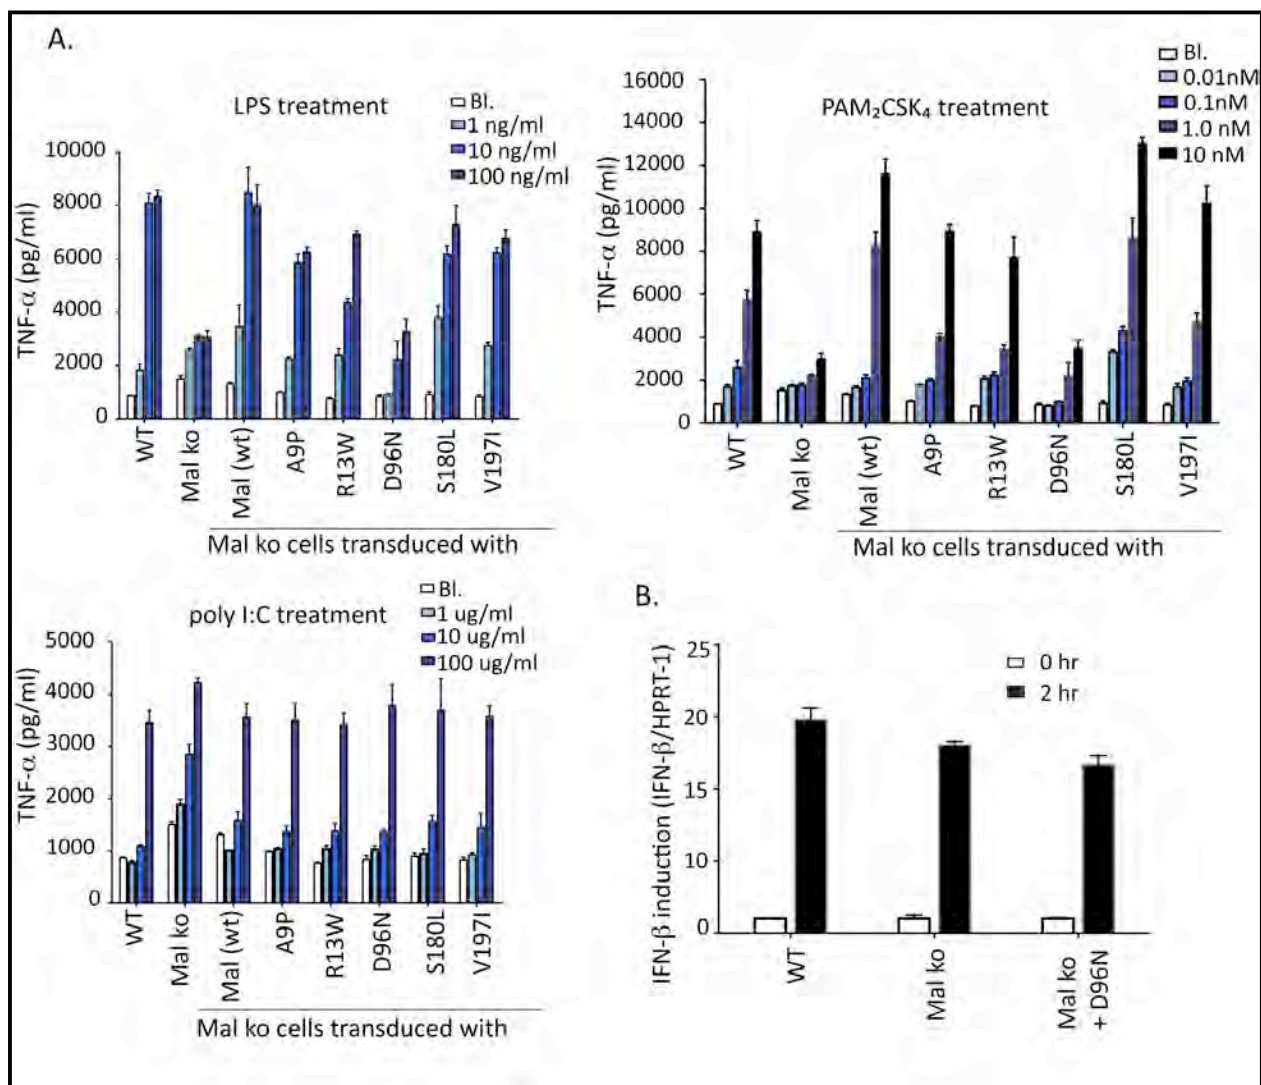 A.
LPS treatment
Bl.
1 ng/ml
10 ng/ml
100 ng/ml
TNF-α (pg/ml)
10000
8000
6000
4000
2000
0
WT
Mal ko
Mal (wt)
A9P
R13W
D96N
S180L
V197I
Mal ko cells transduced with
PAM₂CSK₄ treatment
Bl.
0.01nM
0.1nM
1.0 nM
10 nM
TNF-α (pg/ml)
16000
14000
12000
10000
8000
6000
4000
2000
0
WT
Mal ko
Mal (wt)
A9P
R13W
D96N
S180L
V197I
Mal ko cells transduced with
poly I:C treatment
Bl.
1 ug/ml
10 ug/ml
100 ug/ml
TNF-α (pg/ml)
5000
4000
3000
2000
1000
0
WT
Mal ko
Mal (wt)
A9P
R13W
D96N
S180L
V197I
Mal ko cells transduced with
B.
0 hr
2 hr
IFN-β induction (IFN-β/HPRT-1)
25
20
15
10
0
WT
Mal ko
Mal ko
+ D96N